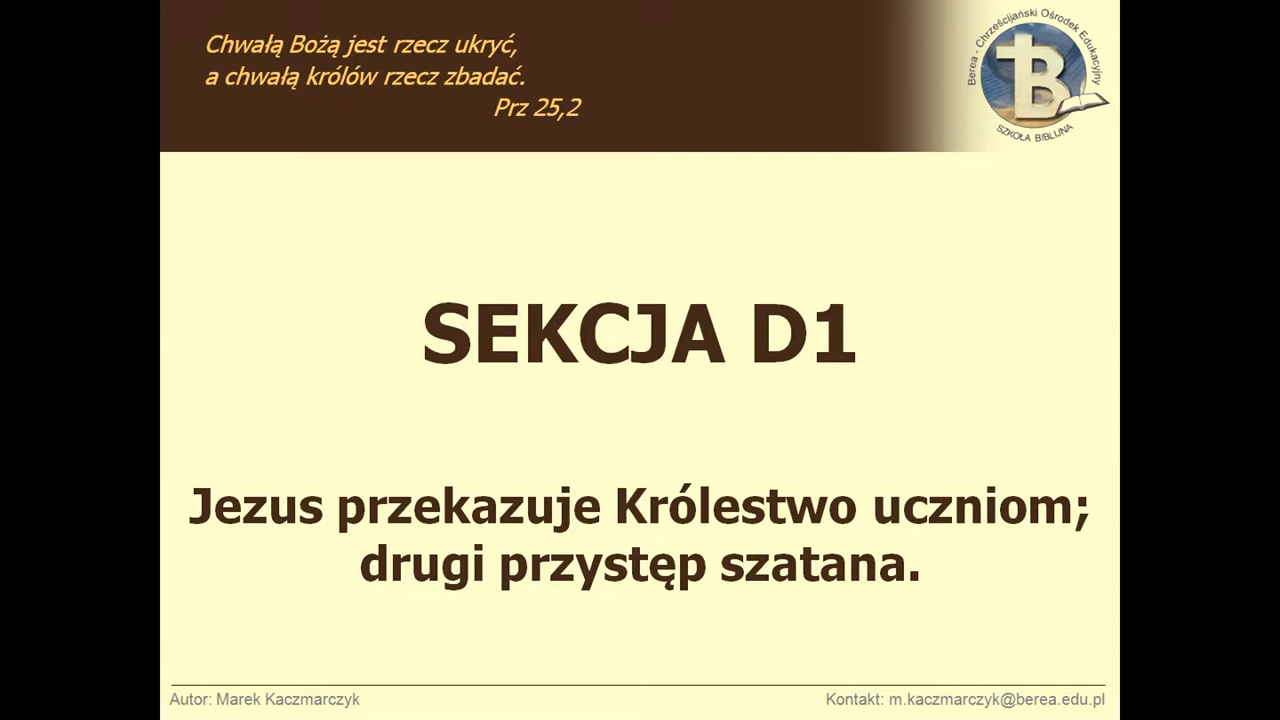 Chwałą Bożą jest rzecz ukryć,
a chwałą królów rzecz zbadać.
Prz 25,2
Berea - Chrześcijański Ośrodek Edukacyjny
B
SZKOŁA BIBLIJNA
SEKCJA D1
Jezus przekazuje Królestwo uczniom;
drugi przystęp szatana.
Autor: Marek Kaczmarczyk
Kontakt: m.kaczmarczyk@berea.edu.pl